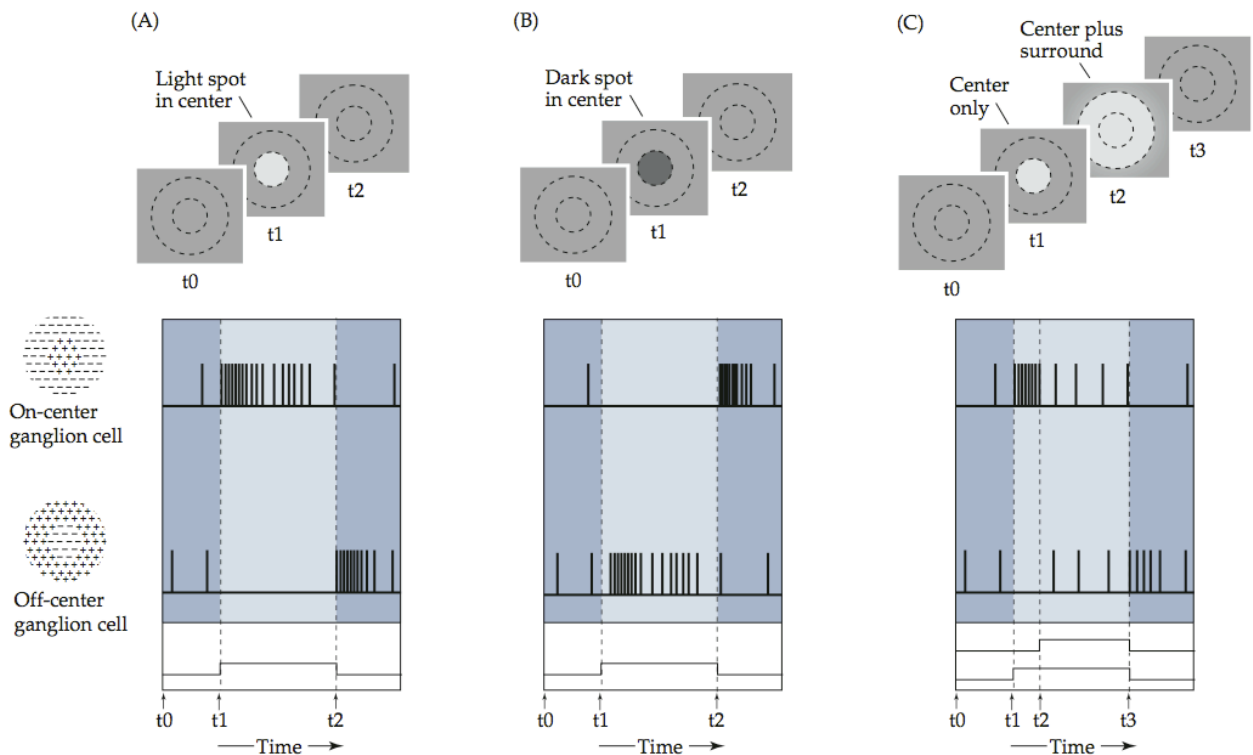 (A)
Light spot
in center
t0
t1
t2
(B)
Dark spot
in center
t0
t1
t2
(C)
Center plus
surround
Center
only
t0
t1
t2
t3
On-center
ganglion cell
Off-center
ganglion cell
t0 t1 t2
Time
t0 t1 t2
Time
t0 t1 t2 t3
Time